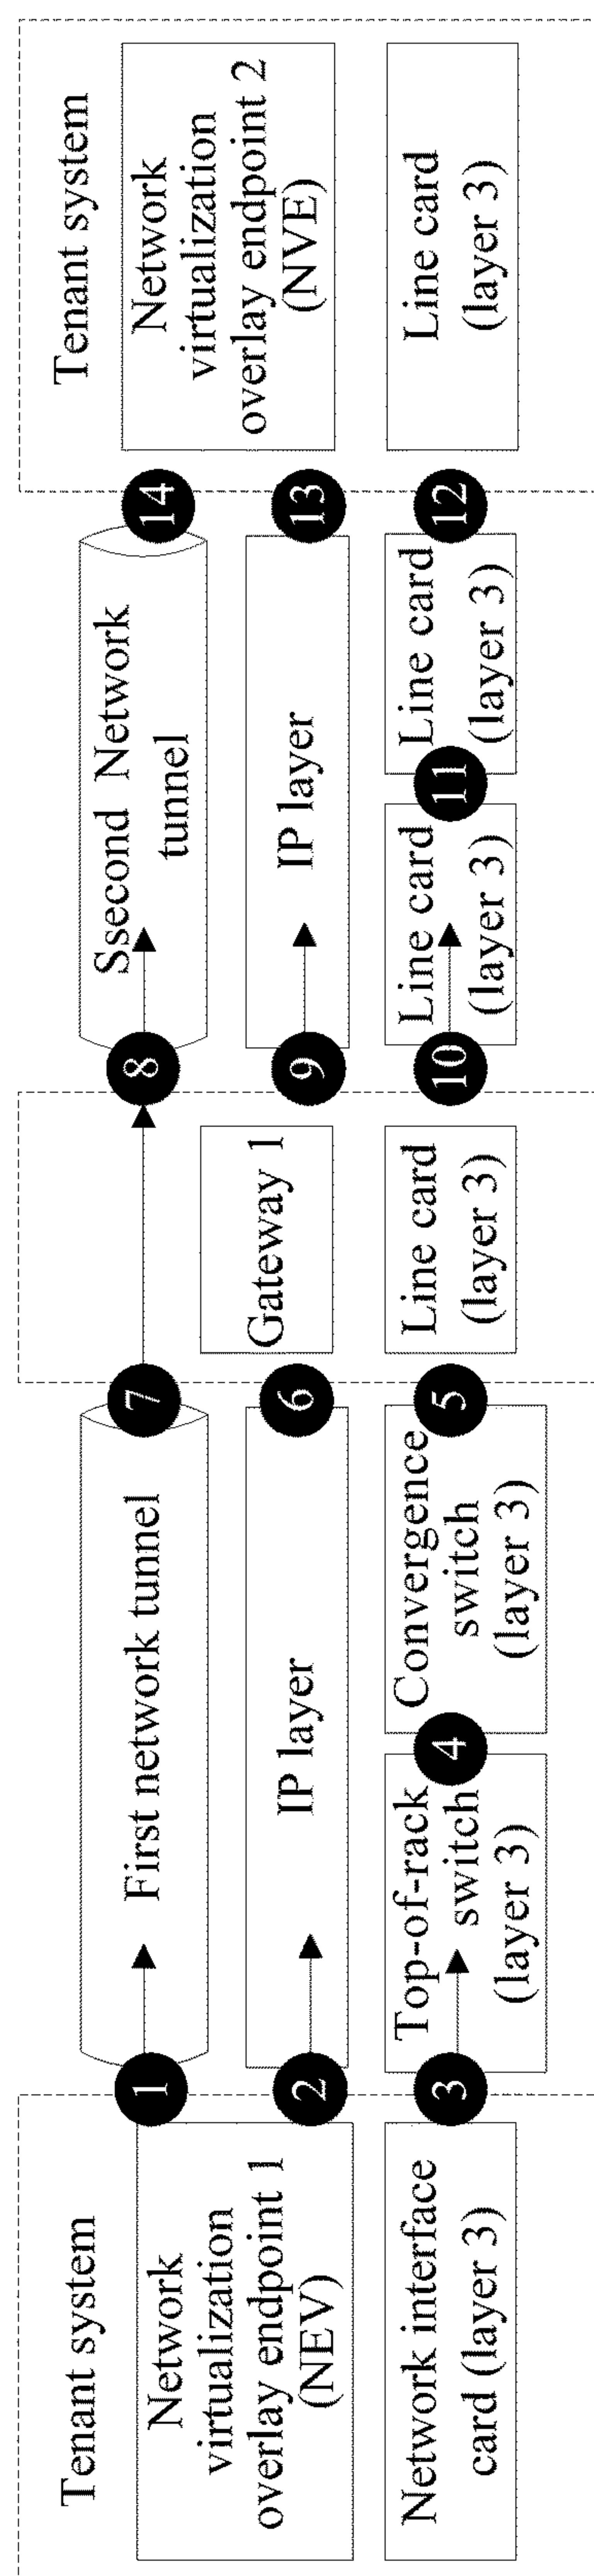 Tenant system
Network
virtualization
overlay endpoint 1
(NEV)
Network interface
card (layer 3)
1
2
3
First network tunnel
IP layer
Top-of-rack
switch
(layer 3)
4
Convergence
switch
(layer 3)
7
6
5
Gateway 1
Line card
(layer 3)
8
9
10
Ssecond Network
tunnel
IP layer
Line card
(layer 3)
11
Line card
(layer 3)
14
13
12
Tenant system
Network
virtualization
overlay endpoint 2
(NVE)
Line card
(layer 3)